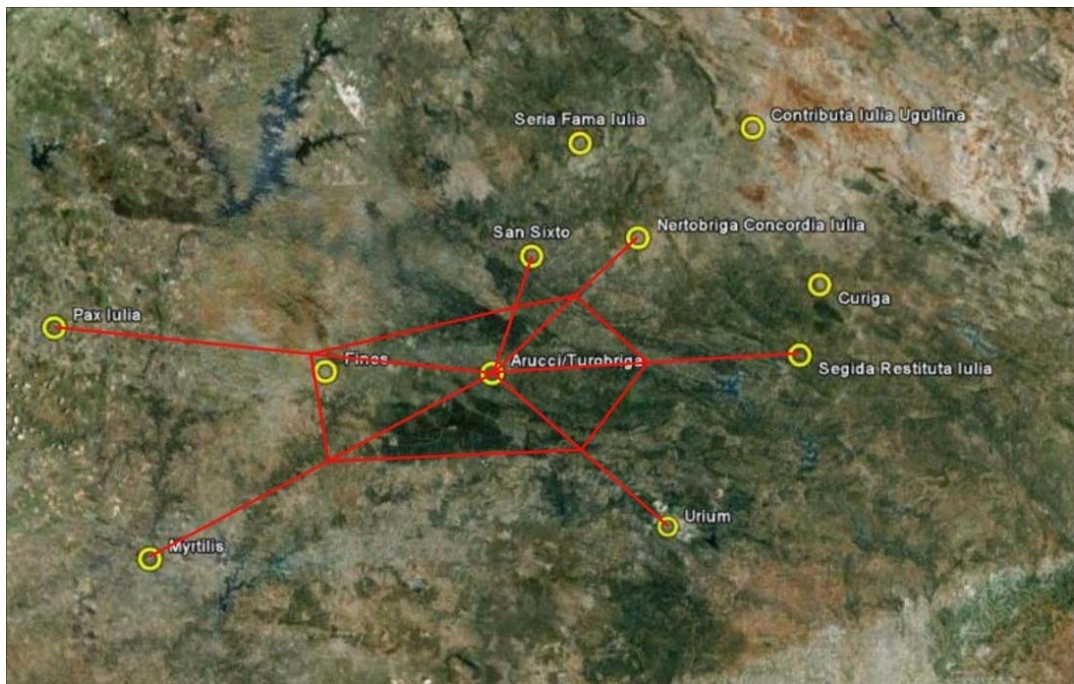 Contributa Iulia Ugultina
Seria Fama Iulia
Nertobriga Concordia Iulia
San Sixto
Curiga
Pax Iulia
Fines
Arucci/Turobriga
Segida Restituta Iulia
Urium
Myrtilis